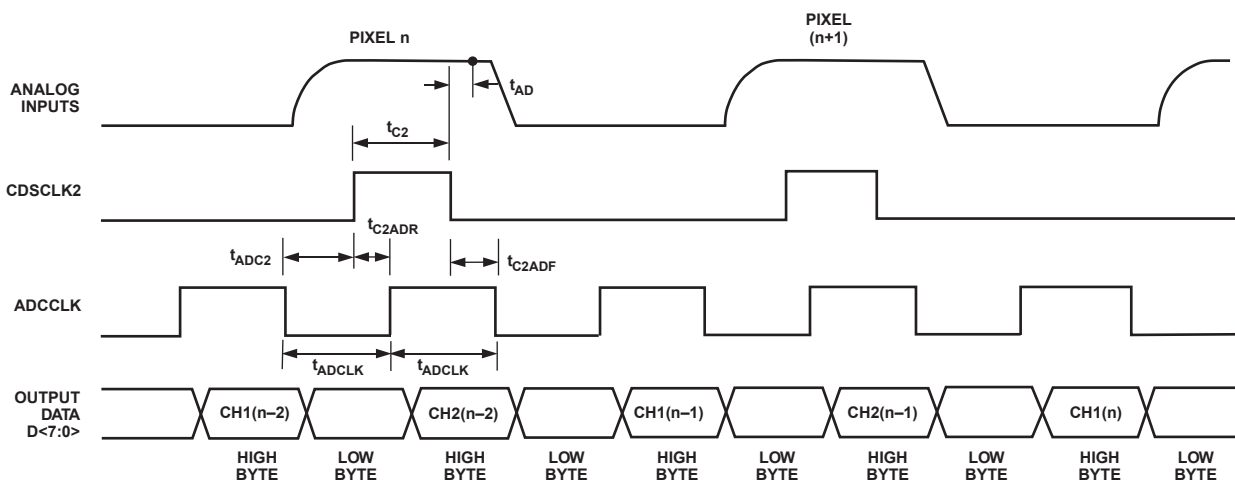 PIXEL n
PIXEL
(n+1)
ANALOG
INPUTS
tAD
tC2
CDSCLK2
tC2ADR
tADC2
tC2ADF
ADCCLK
tADCLK
tADCLK
OUTPUT
DATA
D<7:0>
CH1(n–2)
CH2(n–2)
CH1(n–1)
CH2(n–1)
CH1(n)
HIGH
BYTE
LOW
BYTE
HIGH
BYTE
LOW
BYTE
HIGH
BYTE
LOW
BYTE
HIGH
BYTE
LOW
BYTE
HIGH
BYTE
LOW
BYTE